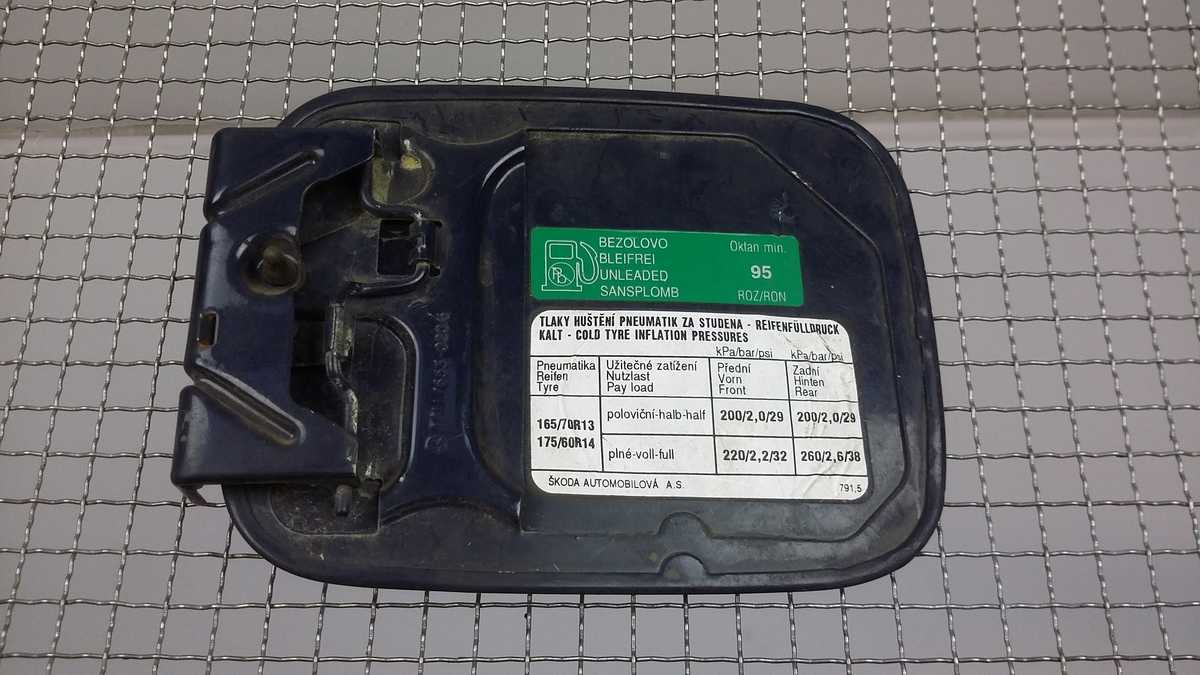 BEZOLOVO
BLEIFREI
UNLEADED
SANSPLOMB
Oktan min.
95
ROZ/RON
TLAKY HUŠTĚNÍ PNEUMATIK ZA STUDENA - REIFENFÜLLDRUCK
KALT - COLD TYRE INFLATION PRESSURES
kPa/bar/psi kPa/bar/psi
Pneumatika Užitečné zatížení Přední Zadní
Reifen Nutzlast Vorn Hinten
Tyre Pay load Front Rear
165/70R13 poloviční-halb-half 200/2,0/29 200/2,0/29
175/60R14 plné-voll-full 220/2,2/32 260/2,6/38
ŠKODA AUTOMOBILOVÁ A.S. 791,5